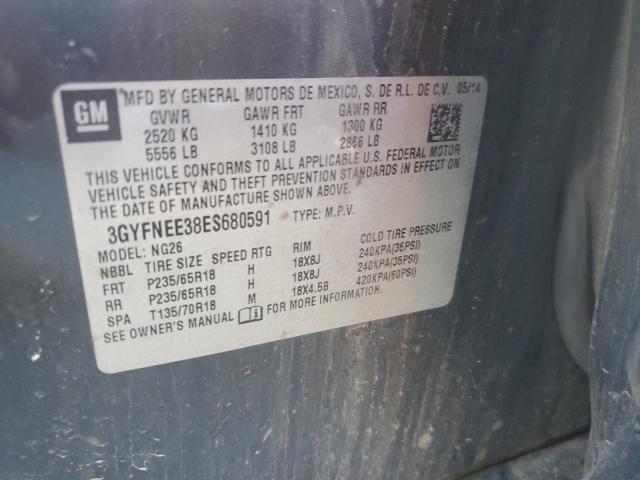 GM
MFD BY GENERAL MOTORS DE MEXICO, S. DE R.L. DE C.V. 05/14
GVWR GAWR FRT GAWR RR
2520 KG 1410 KG 1300 KG
5556 LB 3108 LB 2866 LB
THIS VEHICLE CONFORMS TO ALL APPLICABLE U.S. FEDERAL MOTOR
VEHICLE SAFETY AND THEFT PREVENTION STANDARDS IN EFFECT ON
THE DATE OF MANUFACTURE SHOWN ABOVE.
3GYFNEE38ES680591 TYPE: M.P.V.
MODEL: NG26
NBBL TIRE SIZE SPEED RTG RIM COLD TIRE PRESSURE
FRT P235/65R18 H 18X8J 240KPA(35PSI)
RR P235/65R18 H 18X8J 240KPA(35PSI)
SPA T135/70R18 M 18X4.5B 420KPA(60PSI)
SEE OWNER'S MANUAL FOR MORE INFORMATION.